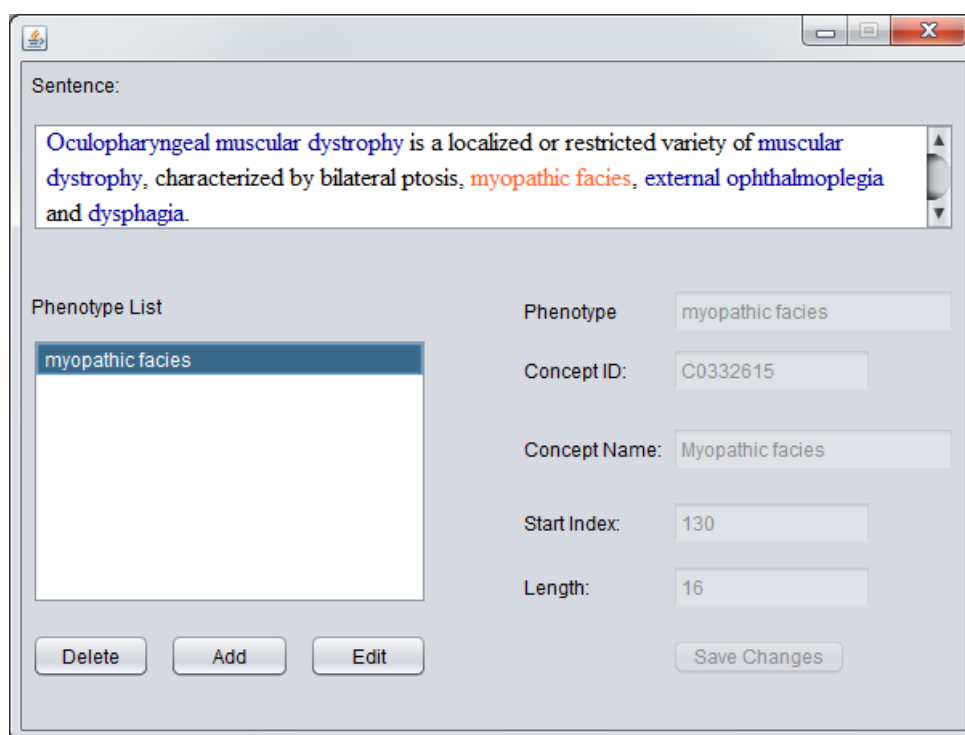 Sentence:
Oculopharyngeal muscular dystrophy is a localized or restricted variety of muscular
dystrophy, characterized by bilateral ptosis, myopathic facies, external ophthalmoplegia
and dysphagia.
Phenotype List
myopathic facies
Delete
Add
Edit
Phenotype
myopathic facies
Concept ID:
C0332615
Concept Name:
Myopathic facies
Start Index:
130
Length:
16
Save Changes